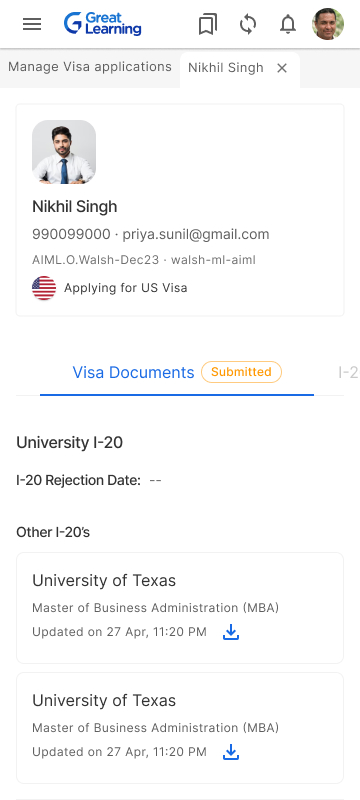 Great
Learning
Manage Visa applications
Nikhil Singh
Nikhil Singh
990099000 · priya.sunil@gmail.com
AIML.O.Walsh-Dec23 · walsh-ml-aiml
Applying for US Visa
Visa Documents
Submitted
I-2
University I-20
I-20 Rejection Date: --
Other I-20's
University of Texas
Master of Business Administration (MBA)
Updated on 27 Apr, 11:20 PM
University of Texas
Master of Business Administration (MBA)
Updated on 27 Apr, 11:20 PM